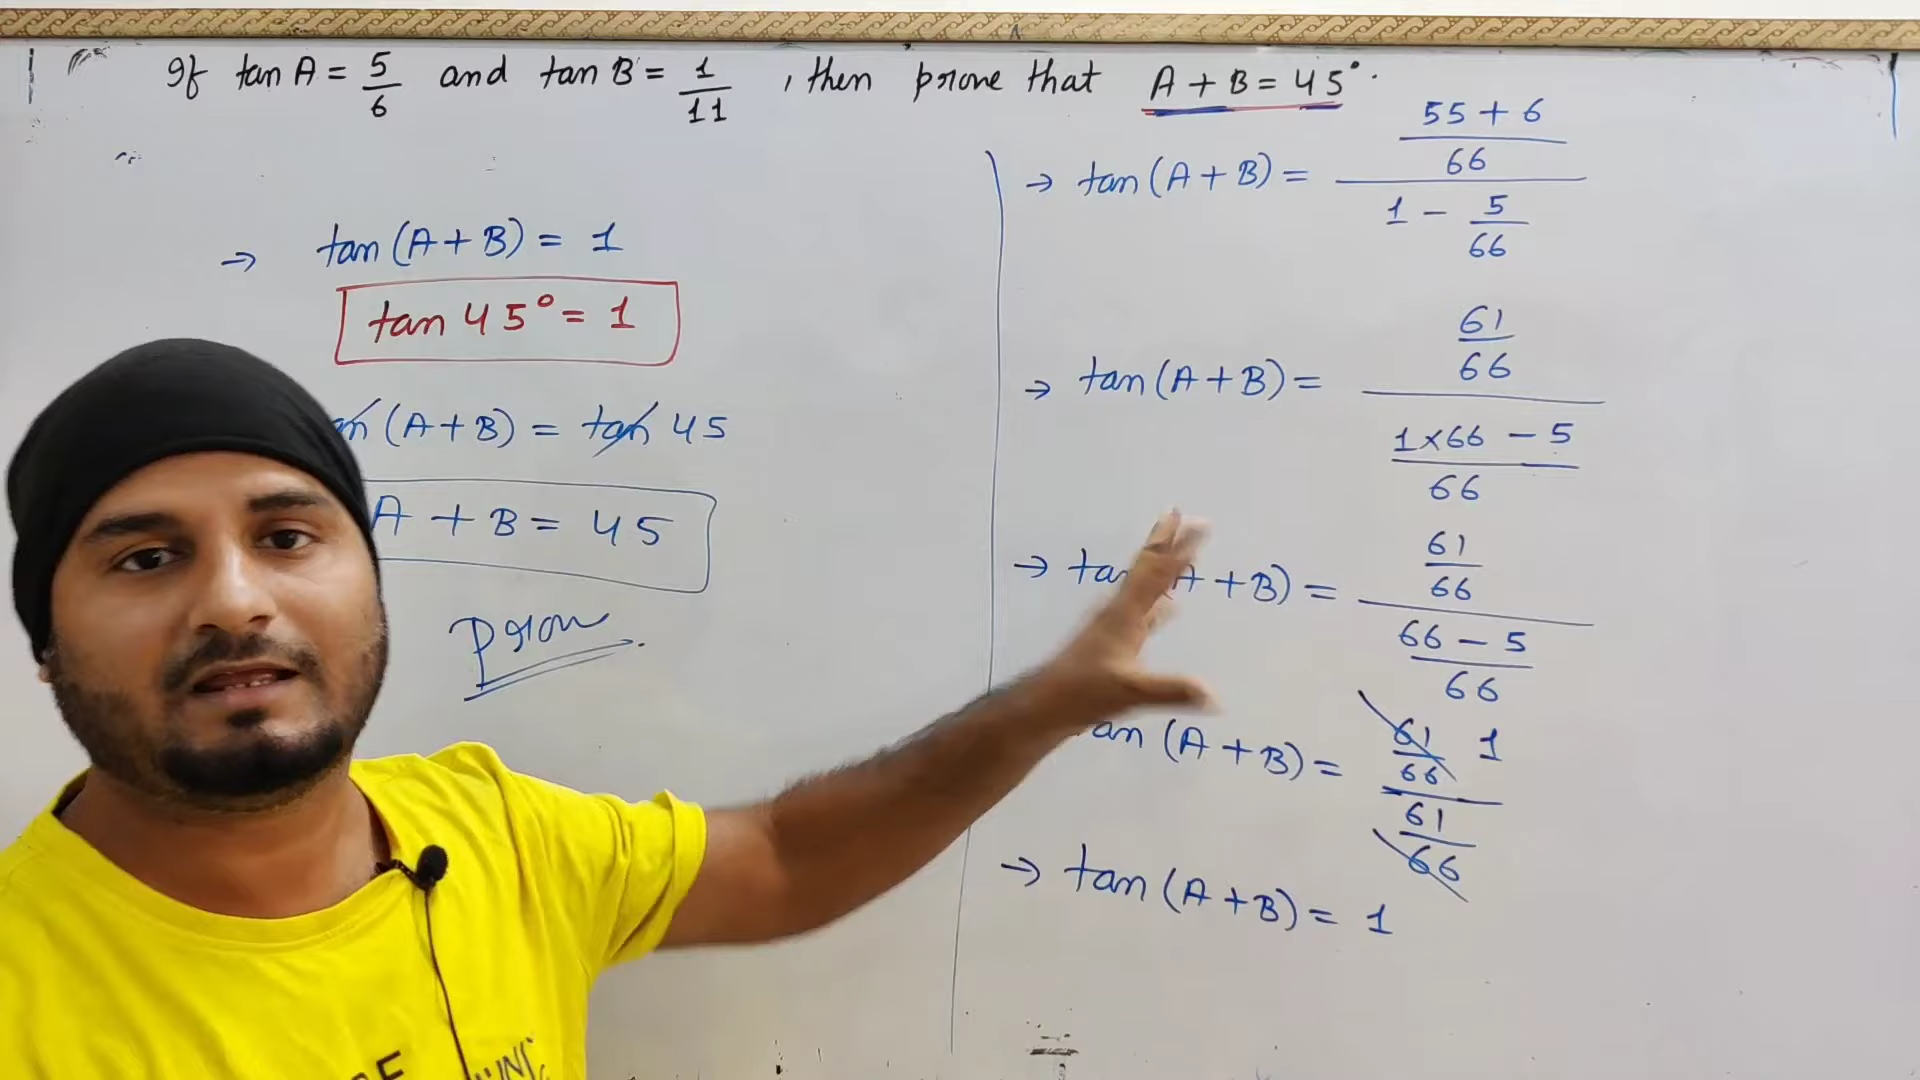 If tan A = 5/6 and tan B = 1/11 , then prove that A + B = 45°.
→ tan (A + B) = 1
tan 45° = 1
(A + B) = tan 45
A + B = 45
→ tan (A + B) = (55 + 6)/66 / (1 - 5/66)
→ tan (A + B) = 61/66 / (1×66 - 5)/66
→ tan (A + B) = 61/66 / (66 - 5)/66
tan (A + B) = 61/66 / 61/66 1
→ tan (A + B) = 1